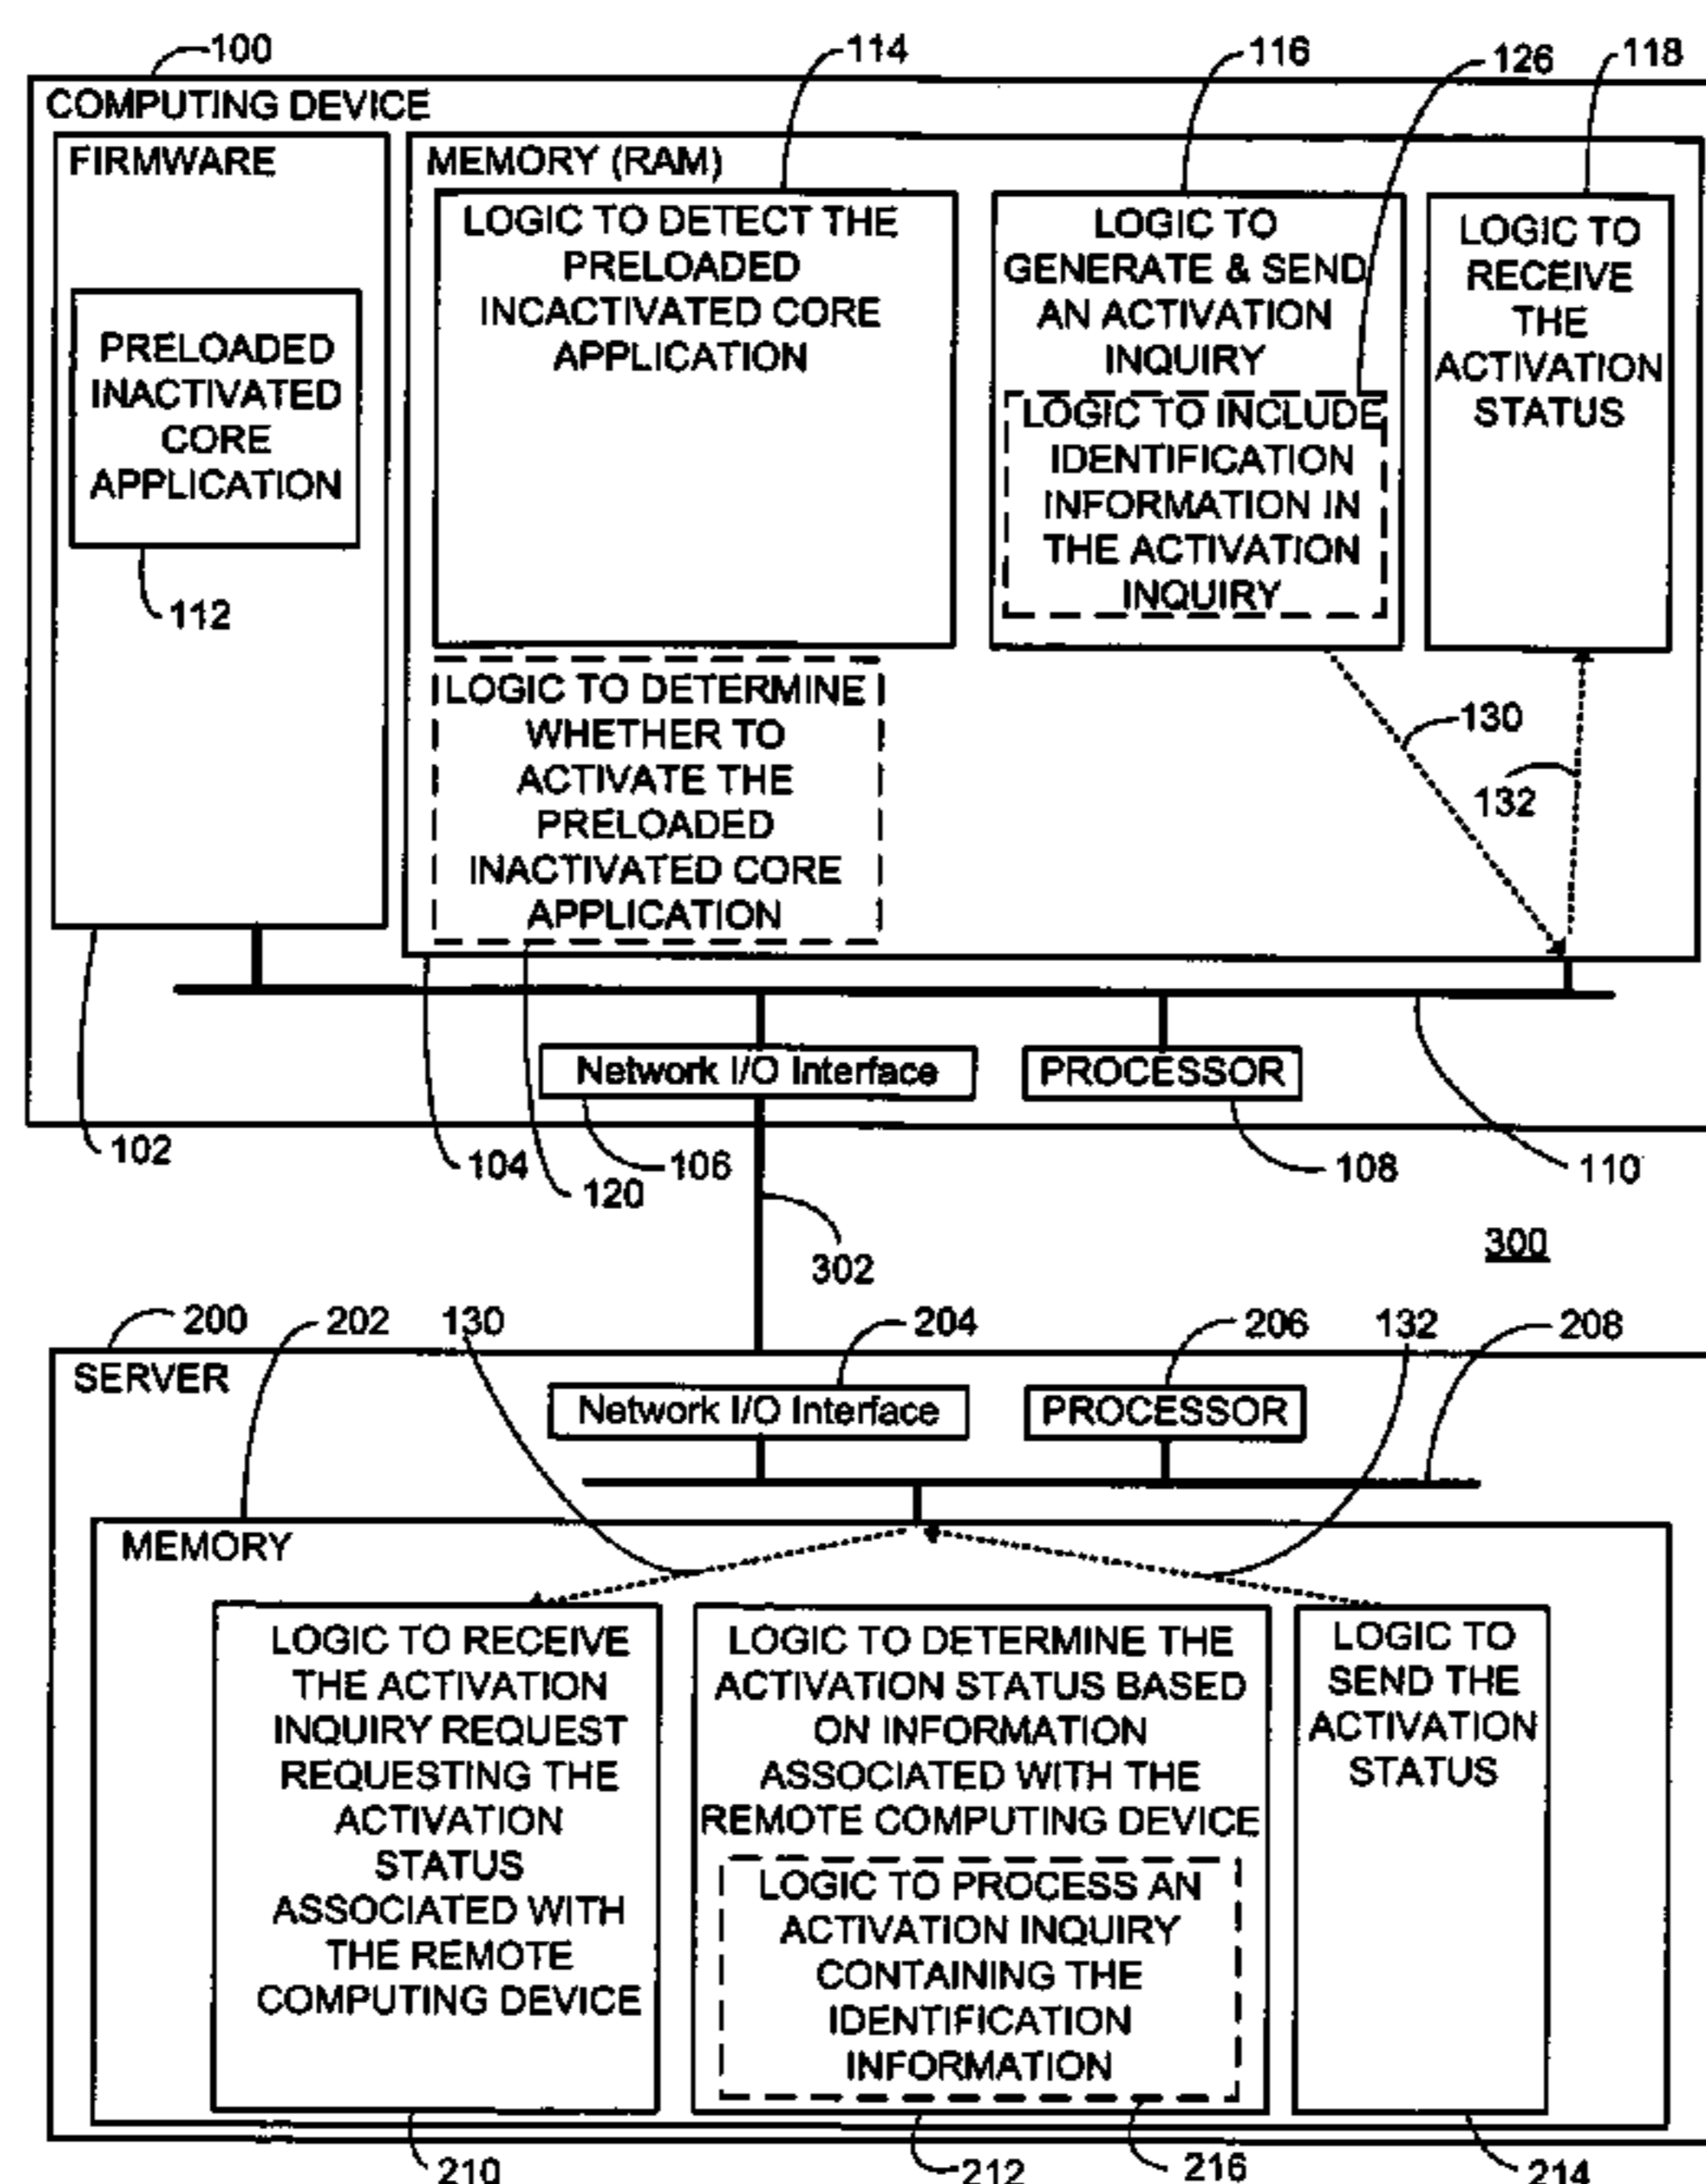 100
114
116
126
118
COMPUTING DEVICE
FIRMWARE
MEMORY (RAM)
PRELOADED
INACTIVATED
CORE
APPLICATION
112
LOGIC TO DETECT THE
PRELOADED
INCACTIVATED CORE
APPLICATION
LOGIC TO
GENERATE & SEND
AN ACTIVATION
INQUIRY
LOGIC TO INCLUDE
IDENTIFICATION
INFORMATION IN
THE ACTIVATION
INQUIRY
LOGIC TO
RECEIVE
THE
ACTIVATION
STATUS
LOGIC TO DETERMINE
WHETHER TO
ACTIVATE THE
PRELOADED
INACTIVATED CORE
APPLICATION
130
132
Network I/O Interface
PROCESSOR
102
104
120
106
108
110
302
300
200
202
130
204
206
132
208
SERVER
Network I/O Interface
PROCESSOR
MEMORY
LOGIC TO RECEIVE
THE ACTIVATION
INQUIRY REQUEST
REQUESTING THE
ACTIVATION
STATUS
ASSOCIATED WITH
THE REMOTE
COMPUTING DEVICE
LOGIC TO DETERMINE THE
ACTIVATION STATUS BASED
ON INFORMATION
ASSOCIATED WITH THE
REMOTE COMPUTING DEVICE
LOGIC TO PROCESS AN
ACTIVATION INQUIRY
CONTAINING THE
IDENTIFICATION
INFORMATION
LOGIC TO
SEND THE
ACTIVATION
STATUS
210
212
216
214